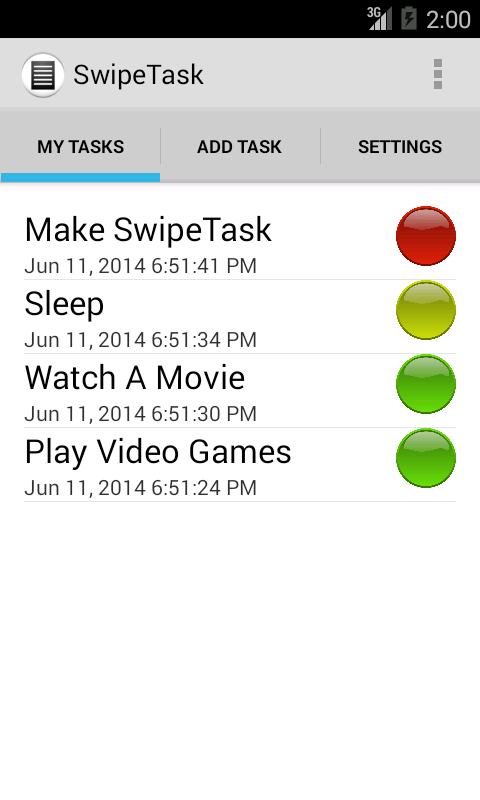 3G
2:00
SwipeTask
MY TASKS
ADD TASK
SETTINGS
Make SwipeTask
Jun 11, 2014 6:51:41 PM
Sleep
Jun 11, 2014 6:51:34 PM
Watch A Movie
Jun 11, 2014 6:51:30 PM
Play Video Games
Jun 11, 2014 6:51:24 PM